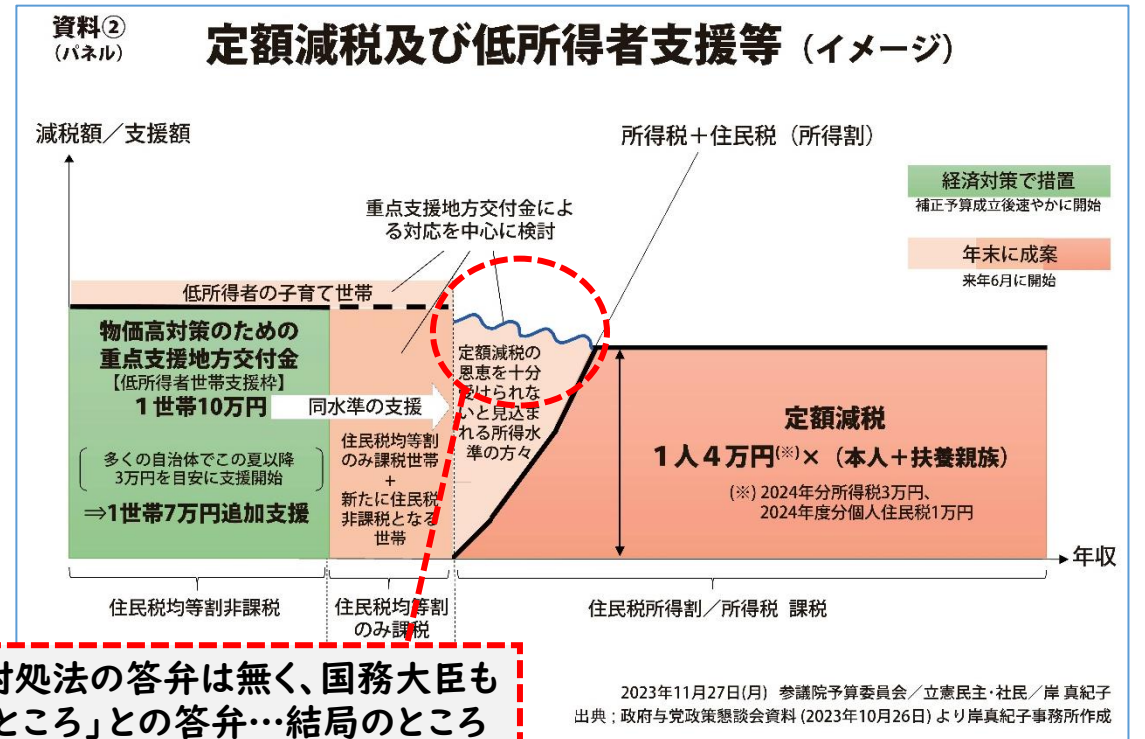 資料②
(パネル)
定額減税及び低所得者支援等（イメージ）
減税額／支援額
所得税＋住民税（所得割）
経済対策で措置
補正予算成立後速やかに開始
重点支援地方交付金によ
る対応を中心に検討
年末に成案
来年6月に開始
低所得者の子育て世帯
物価高対策のための
重点支援地方交付金
【低所得者世帯支援枠】
1世帯10万円
同水準の支援
多くの自治体でこの夏以降
3万円を目安に支援開始
⇒1世帯7万円追加支援
住民税均等割
のみ課税世帯
+
新たに住民税
非課税となる
世帯
定額減税の
恩恵を十分
受けられな
いと見込ま
れる所得水
準の方々
定額減税
1人4万円(※)×（本人＋扶養親族）
(※) 2024年分所得税3万円、
2024年度分個人住民税1万円
年収
住民税均等割非課税
住民税均等割
のみ課税
住民税所得割／所得税 課税
対処法の答弁は無く、国務大臣も
ところ」との答弁…結局のところ
2023年11月27日(月) 参議院予算委員会／立憲民主・社民／岸 真紀子
出典；政府与党政策懇談会資料 (2023年10月26日) より岸真紀子事務所作成